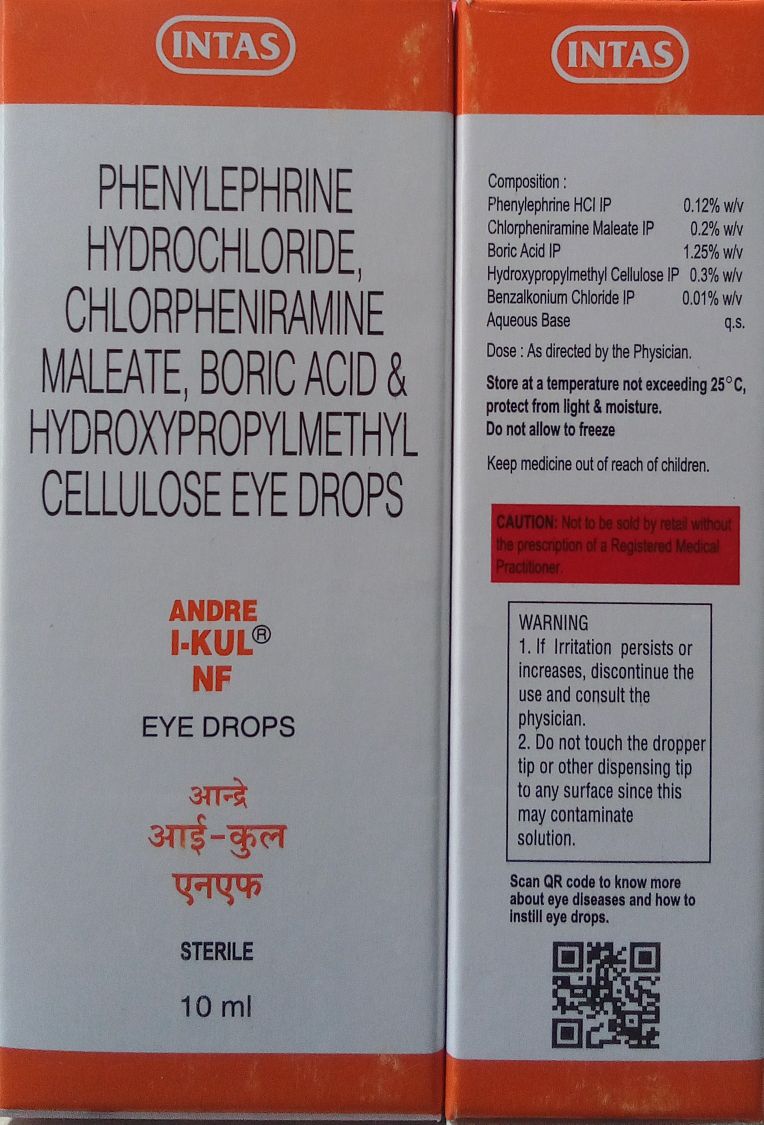 INTAS
PHENYLEPHRINE
HYDROCHLORIDE,
CHLORPHENIRAMINE
MALEATE, BORIC ACID &
HYDROXYPROPYLMETHYL
CELLULOSE EYE DROPS
ANDRE
I-KUL®
NF
EYE DROPS
आन्द्रे
आई-कुल
एनएफ
STERILE
10 ml
INTAS
Composition :
Phenylephrine HCl IP 0.12% w/v
Chlorpheniramine Maleate IP 0.2% w/v
Boric Acid IP 1.25% w/v
Hydroxypropylmethyl Cellulose IP 0.3% w/v
Benzalkonium Chloride IP 0.01% w/v
Aqueous Base q.s.
Dose : As directed by the Physician.
Store at a temperature not exceeding 25°C,
protect from light & moisture.
Do not allow to freeze
Keep medicine out of reach of children.
CAUTION: Not to be sold by retail without
the prescription of a Registered Medical
Practitioner.
WARNING
1. If Irritation persists or
increases, discontinue the
use and consult the
physician.
2. Do not touch the dropper
tip or other dispensing tip
to any surface since this
may contaminate
solution.
Scan QR code to know more
about eye diseases and how to
instill eye drops.